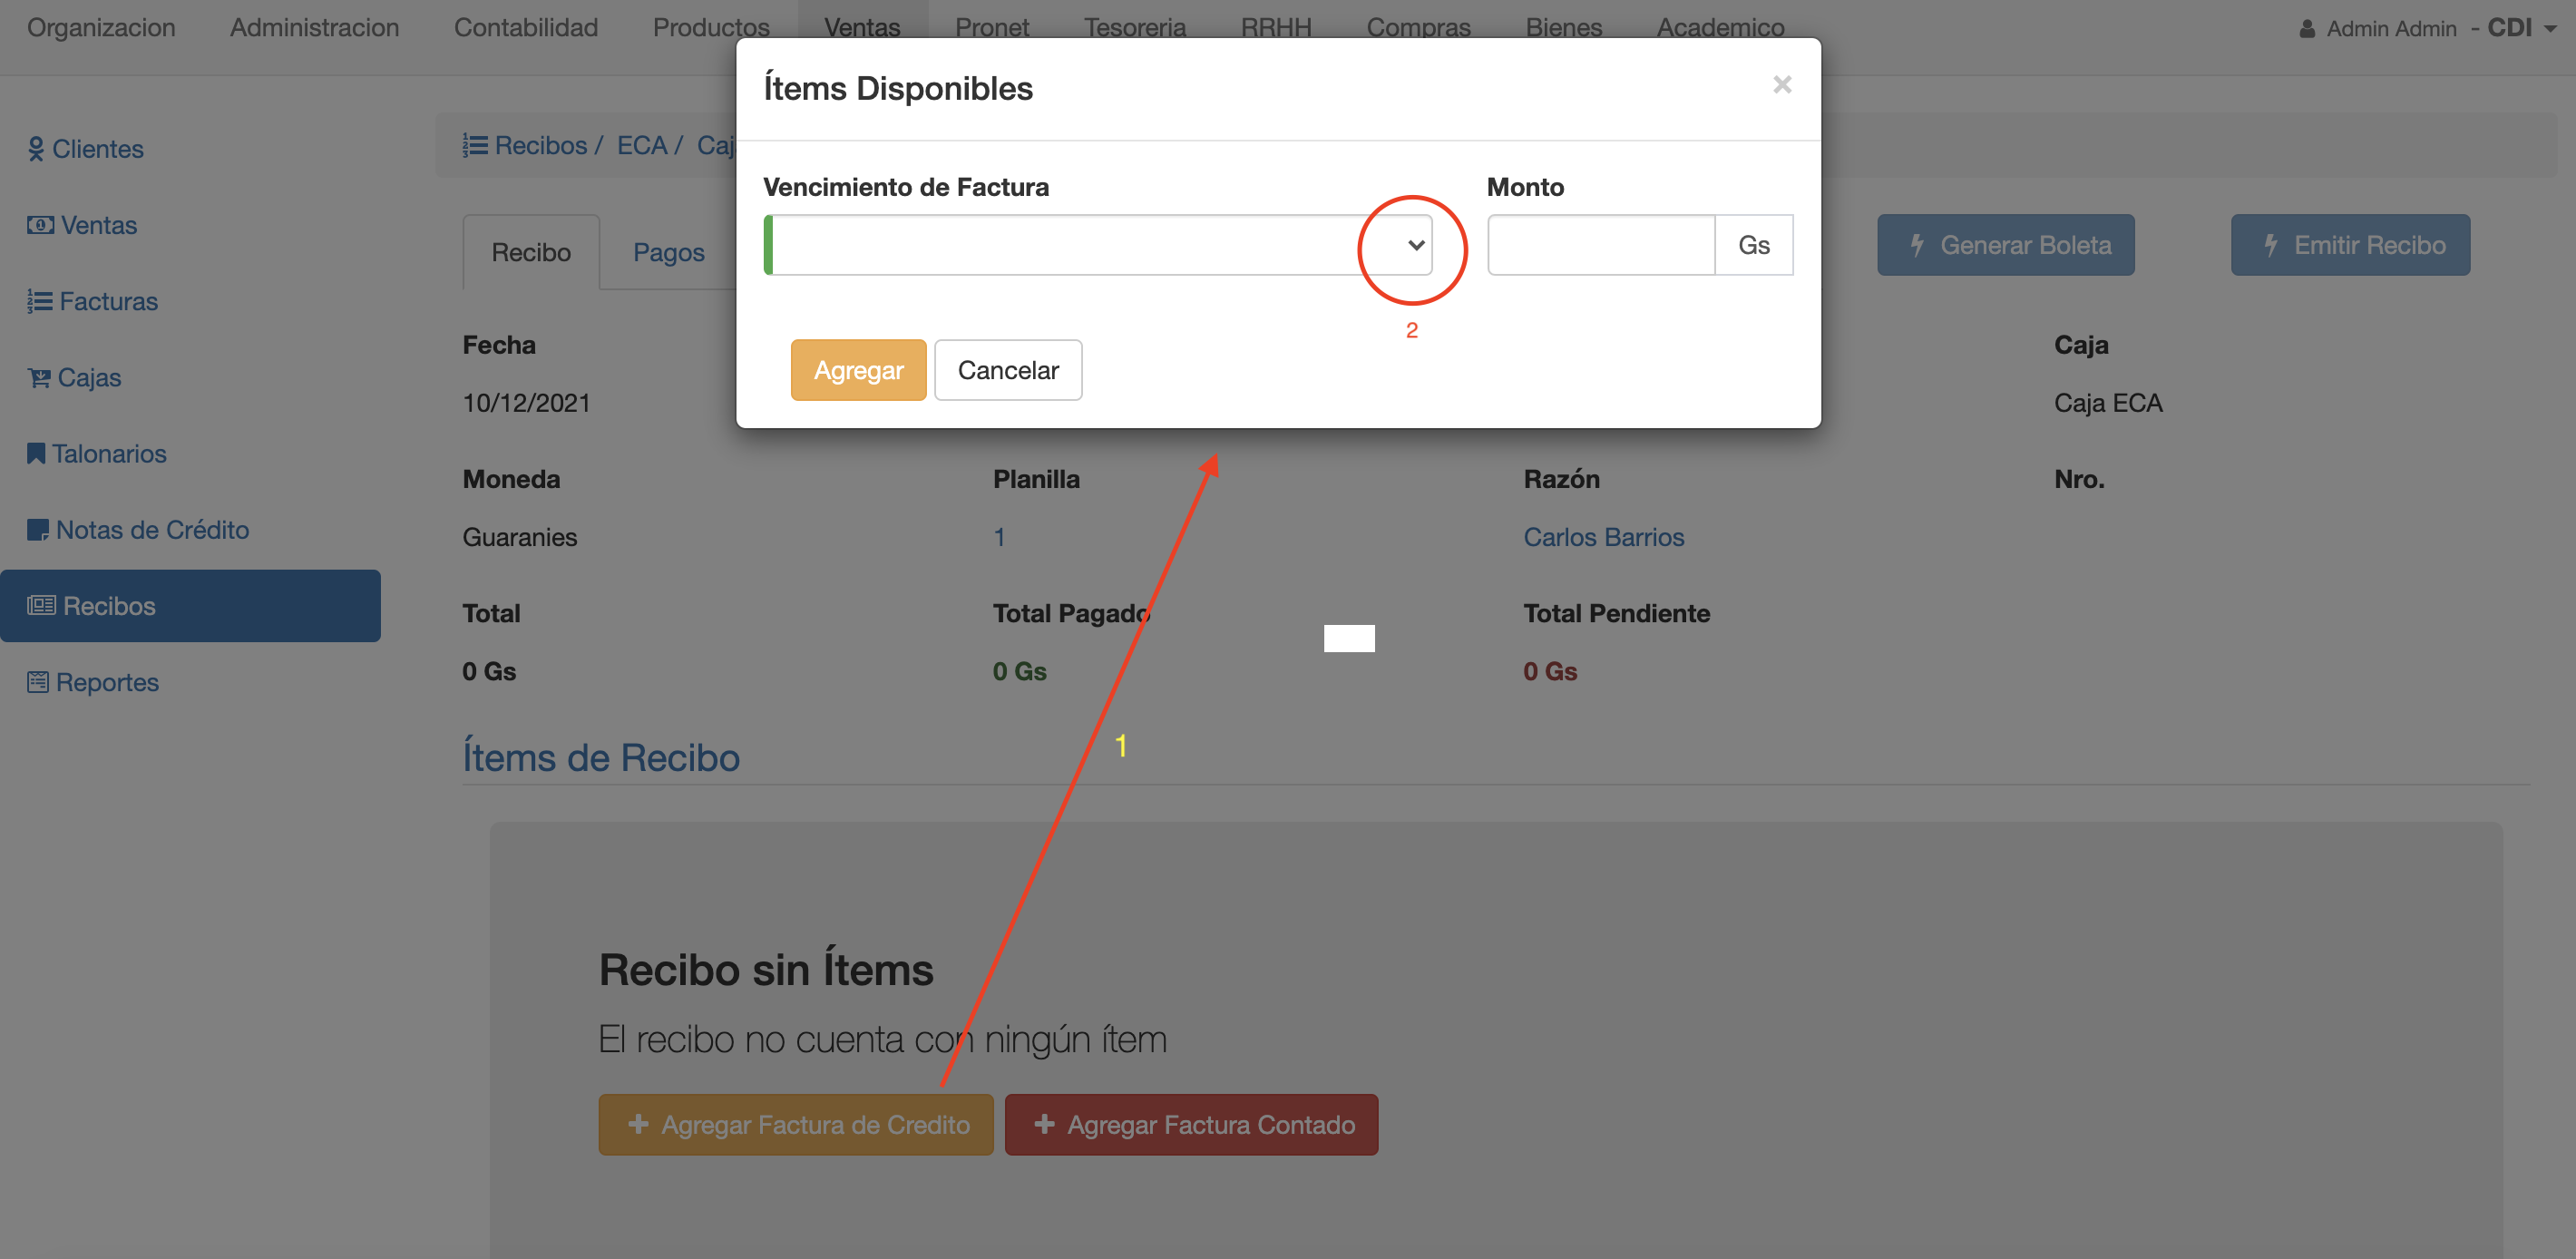 Organizacion Administracion Contabilidad Productos Ventas Pronet Tesoreria RRHH Compras Bienes Academico Admin Admin - CDI
Clientes
Ventas
Facturas
Cajas
Talonarios
Notas de Crédito
Recibos
Reportes
Recibos / ECA / Caj
Recibo Pagos
Generar Boleta Emitir Recibo
Ítems Disponibles ×
Vencimiento de Factura Monto
Gs
2
Agregar Cancelar
Fecha Caja
10/12/2021 Caja ECA
Moneda Planilla Razón Nro.
Guaranies 1 Carlos Barrios
Total Total Pagado Total Pendiente
0 Gs 0 Gs 0 Gs
1
Ítems de Recibo
Recibo sin Ítems
El recibo no cuenta con ningún ítem
Agregar Factura de Credito Agregar Factura Contado